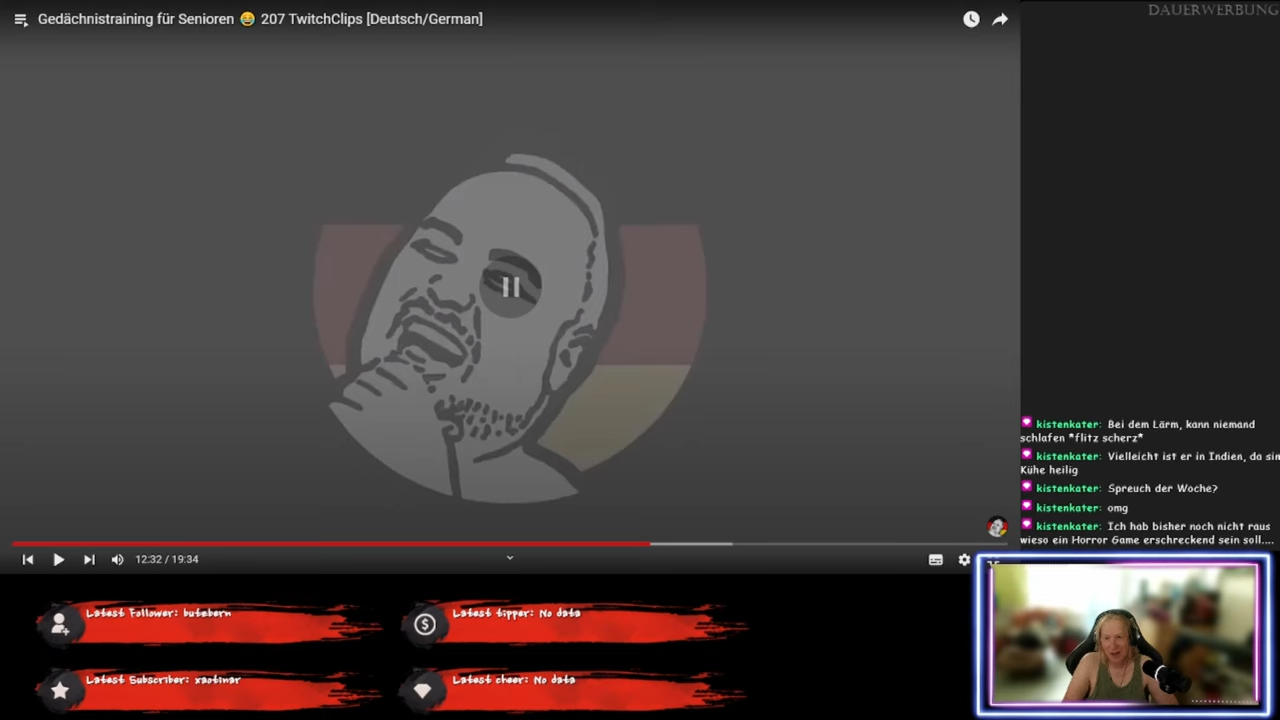 Gedächnistraining für Senioren 😂 207 TwitchClips [Deutsch/German]
DAUERWERBUNG
kistenkater: Bei dem Lärm, kann niemand
schlafen *flitz scherz*
kistenkater: Vielleicht ist er in Indien, da sin
Kühe heilig
kistenkater: Spreuch der Woche?
kistenkater: omg
kistenkater: Ich hab bisher noch nicht raus
wieso ein Horror Game erschreckend sein soll....
12:32 / 19:34
Latest Follower: butebern
Latest tipper: No data
Latest Subscriber: xaotinar
Latest cheer: No data